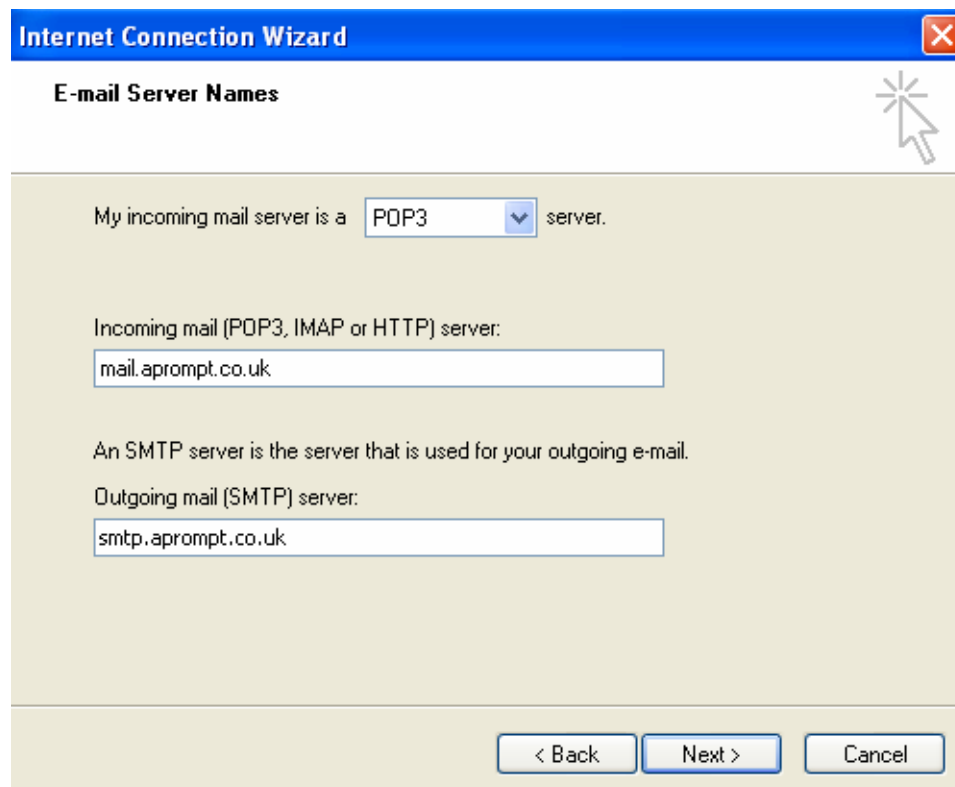 Internet Connection Wizard
E-mail Server Names
My incoming mail server is a POP3 server.
Incoming mail (POP3, IMAP or HTTP) server:
mail.aprompt.co.uk
An SMTP server is the server that is used for your outgoing e-mail.
Outgoing mail (SMTP) server:
smtp.aprompt.co.uk
< Back Next > Cancel